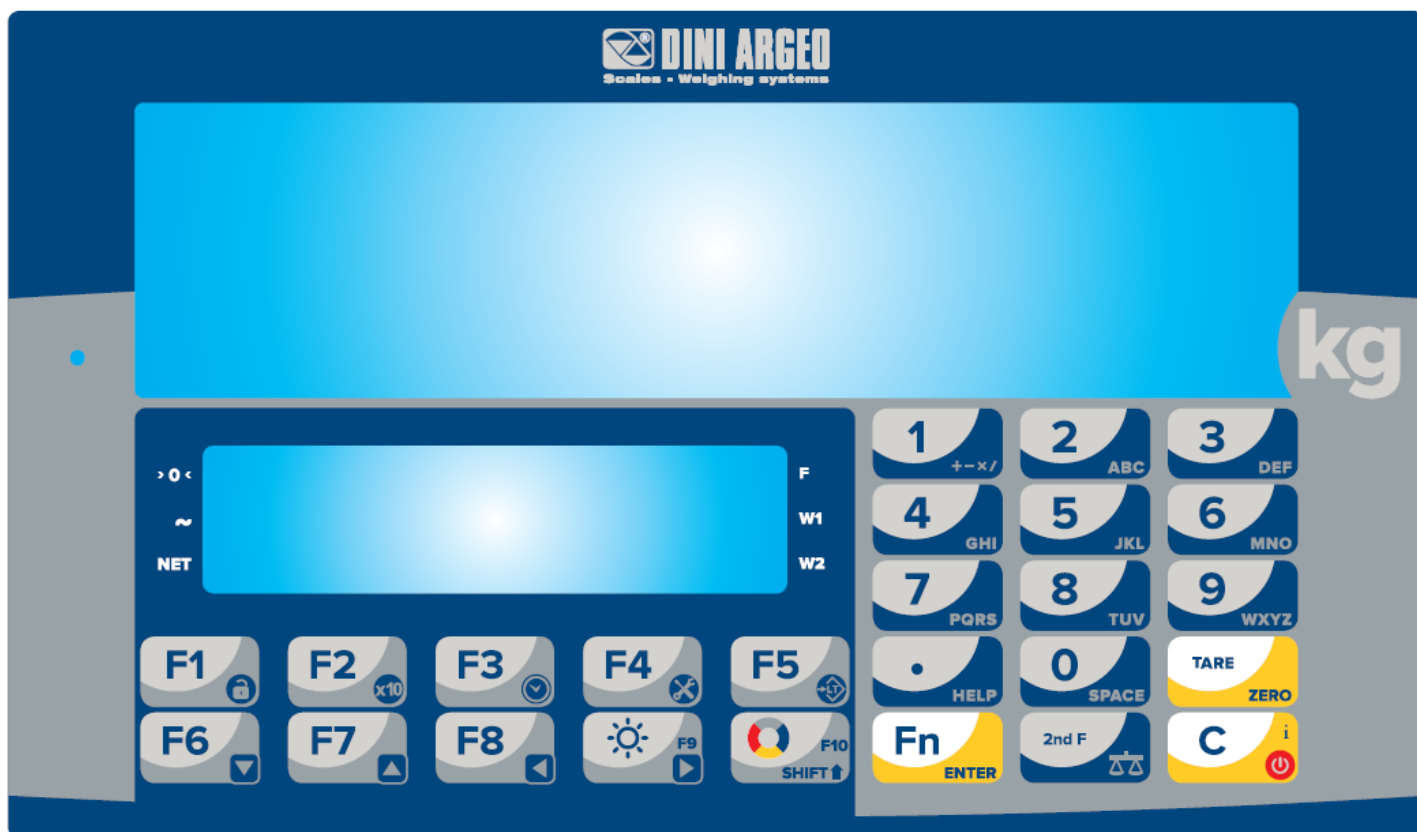 DINI ARGEO
Scales - Weighing systems
kg
>0<
~
NET
F
W1
W2
1 +-×/
2 ABC
3 DEF
4 GHI
5 JKL
6 MNO
7 PQRS
8 TUV
9 WXYZ
. HELP
0 SPACE
TARE ZERO
F1
F2 x10
F3
F4
F5 LT
F6
F7
F8
F9
F10 SHIFT
Fn ENTER
2nd F
C i